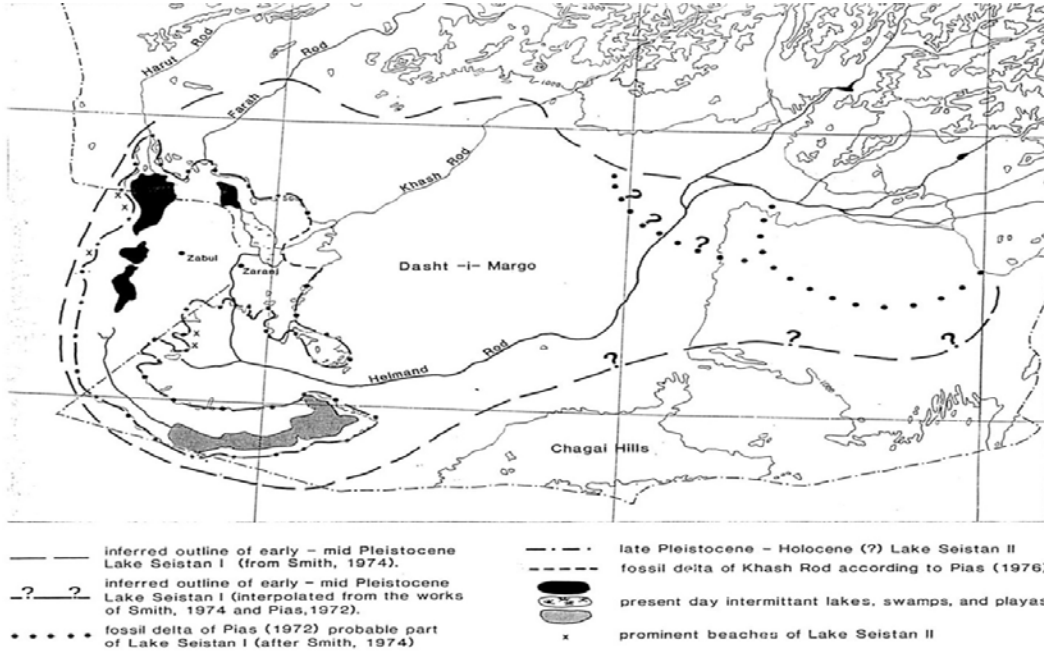 Harut Rod
Farah Rod
Khash Rod
1000
Zabul
Zaranj
Dasht -i- Margo
?
?
Helmand Rod
?
?
?
1000
Chagai Hills
inferred outline of early - mid Pleistocene
Lake Seistan I (from Smith, 1974).
? ? inferred outline of early - mid Pleistocene
Lake Seistan I (interpolated from the works
of Smith, 1974 and Pias,1972).
fossil delta of Pias (1972) probable part
of Lake Seistan I (after Smith, 1974)
late Pleistocene - Holocene (?) Lake Seistan II
fossil delta of Khash Rod according to Pias (1976)
present day intermittant lakes, swamps, and playas
x prominent beaches of Lake Seistan II